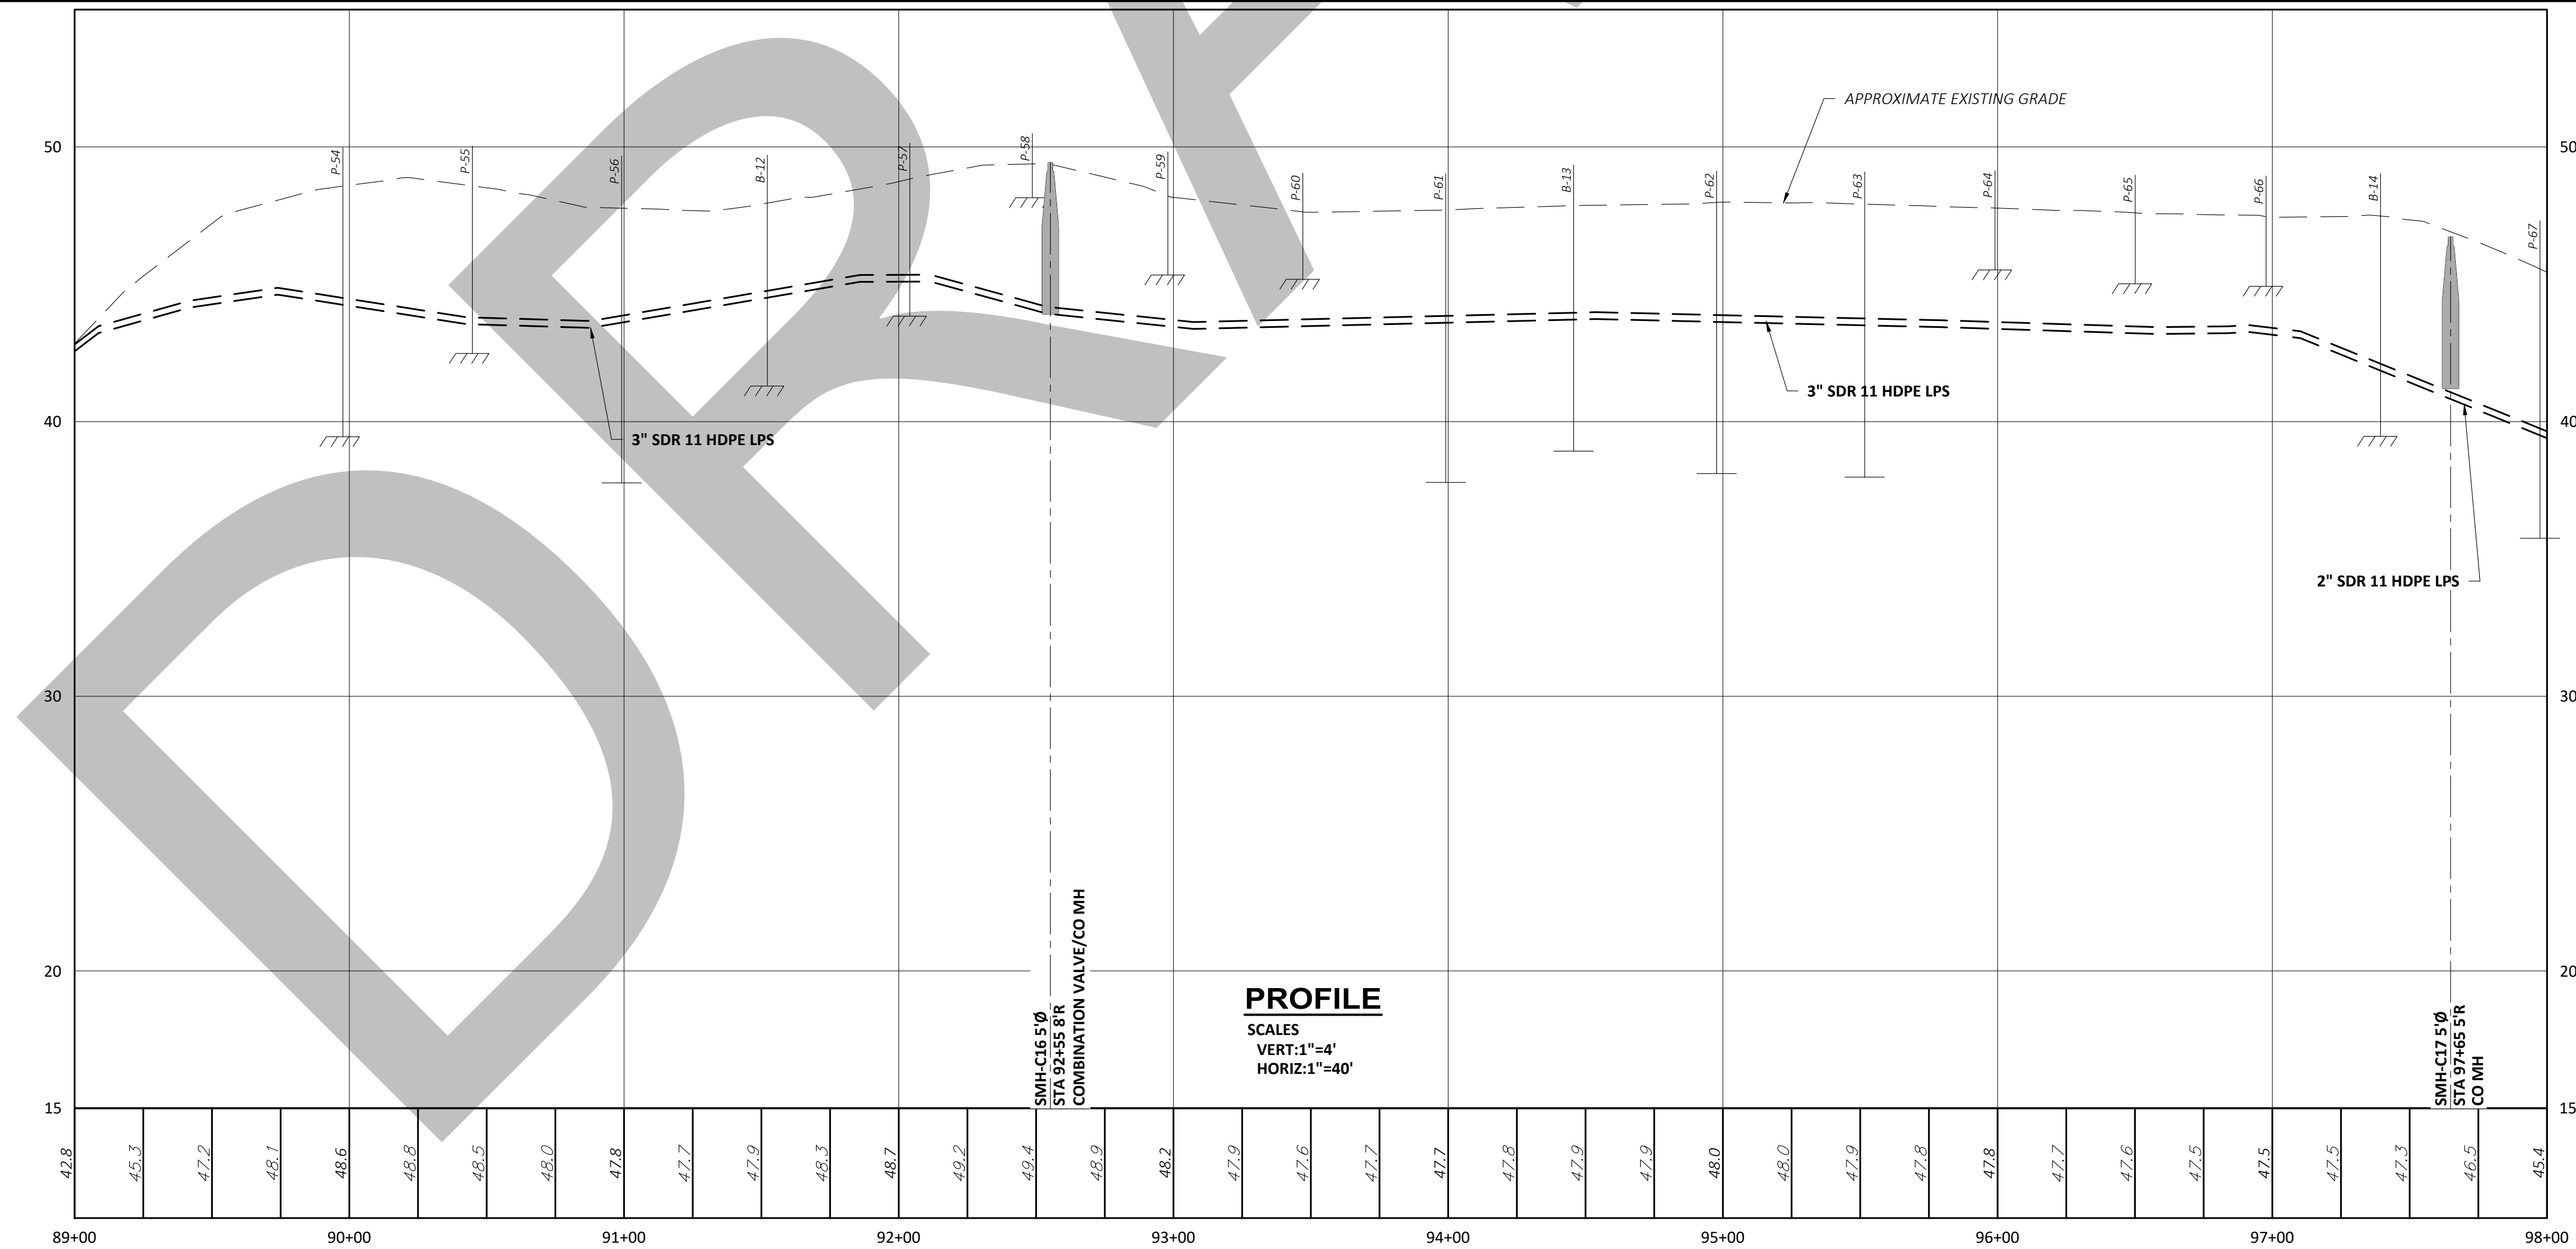 APPROXIMATE EXISTING GRADE
50
50
P-54
P-55
P-56
B-12
P-57
P-58
P-59
P-60
P-61
B-13
P-62
P-63
P-64
P-65
P-66
B-14
P-67
3" SDR 11 HDPE LPS
40
40
3" SDR 11 HDPE LPS
2" SDR 11 HDPE LPS
30
30
20
20
SMH-C16 5'Ø
STA 92+55 8'R
COMBINATION VALVE/CO MH
PROFILE
SCALES
VERT:1"=4'
HORIZ:1"=40'
SMH-C17 5'Ø
STA 97+65 5'R
CO MH
15
15
42.8 45.3 47.2 48.1 48.6 48.8 48.5 48.0 47.8 47.7 47.9 48.3 48.7 49.2 49.4 48.9 48.2 47.9 47.6 47.7 47.7 47.8 47.9 47.9 48.0 48.0 47.9 47.8 47.8 47.7 47.6 47.5 47.5 47.5 47.3 46.5 45.4
89+00 90+00 91+00 92+00 93+00 94+00 95+00 96+00 97+00 98+00